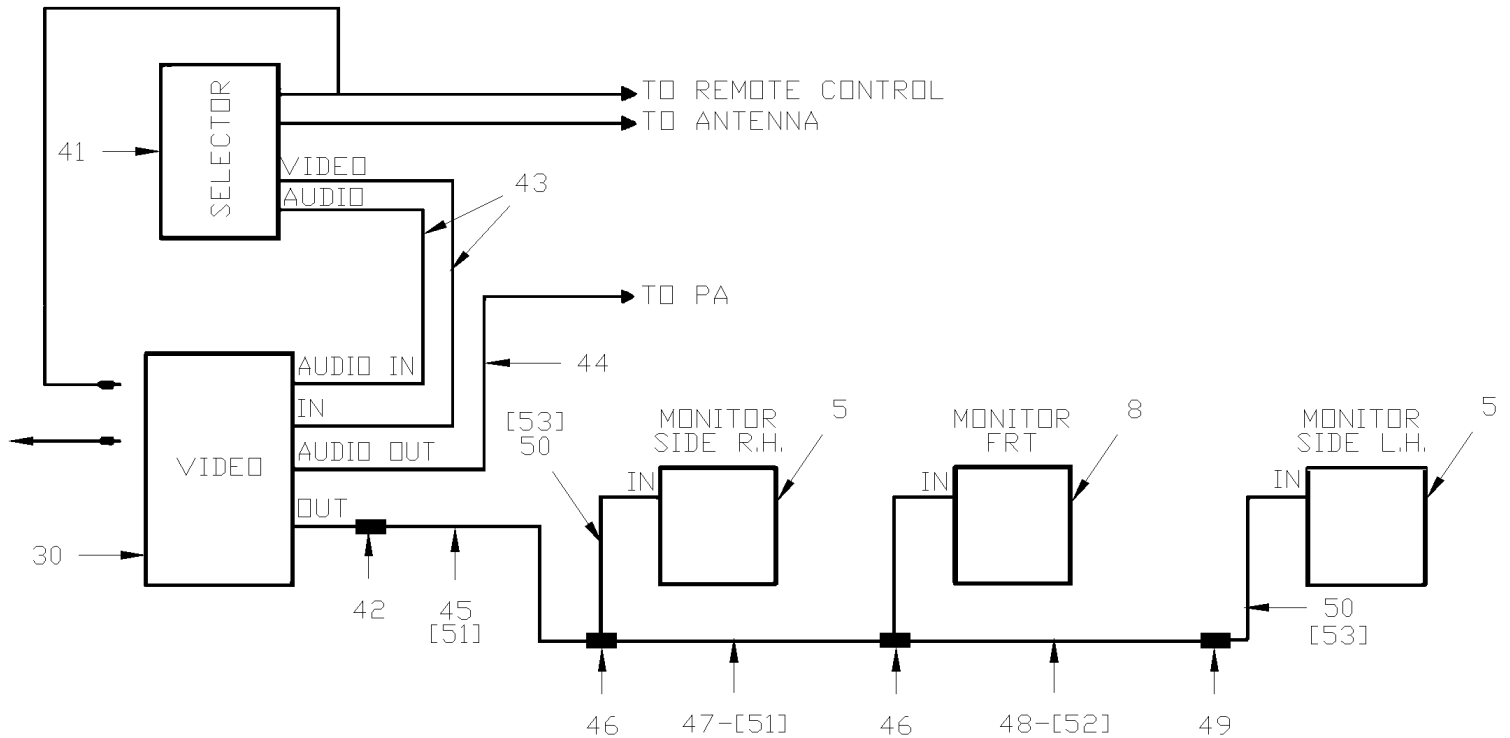 TO REMOTE CONTROL
TO ANTENNA
41
SELECTOR
VIDEO
AUDIO
43
TO PA
AUDIO IN
44
IN
AUDIO OUT
VIDEO
OUT
30
42
45
[51]
[53]
50
MONITOR
SIDE R.H.
5
IN
MONITOR
FRT
8
IN
MONITOR
SIDE L.H.
5
IN
50
[53]
46
47-[51]
46
48-[52]
49